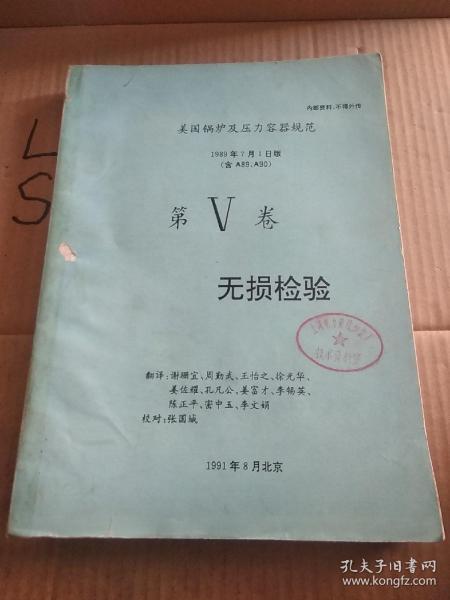 内部资料，不得外传
美国锅炉及压力容器规范
1989年7月1日版
（含A89、A90）
第 V 卷
无损检验
翻译：谢珊宜、周勤武、王怡之、徐光华、
姜佐耀、孔凡公、姜富才、李锡英、
陈正平、密中玉、李文娟
校对：张国城
1991年8月北京
L
S
孔夫子旧书网
www.kongfz.com